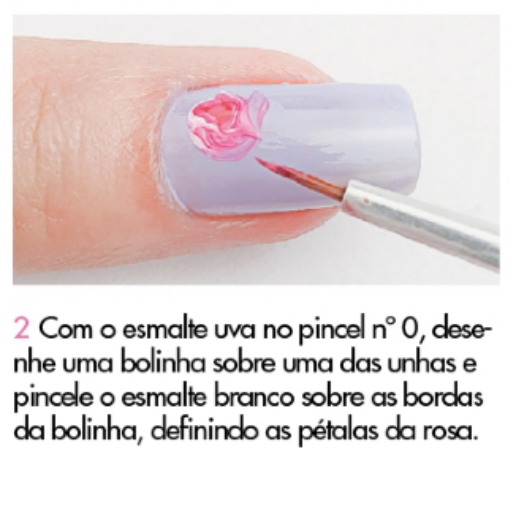 2 Com o esmalte uva no pincel nº 0, dese-
nhe uma bolinha sobre uma das unhas e
pincele o esmalte branco sobre as bordas
da bolinha, definindo as pétalas da rosa.